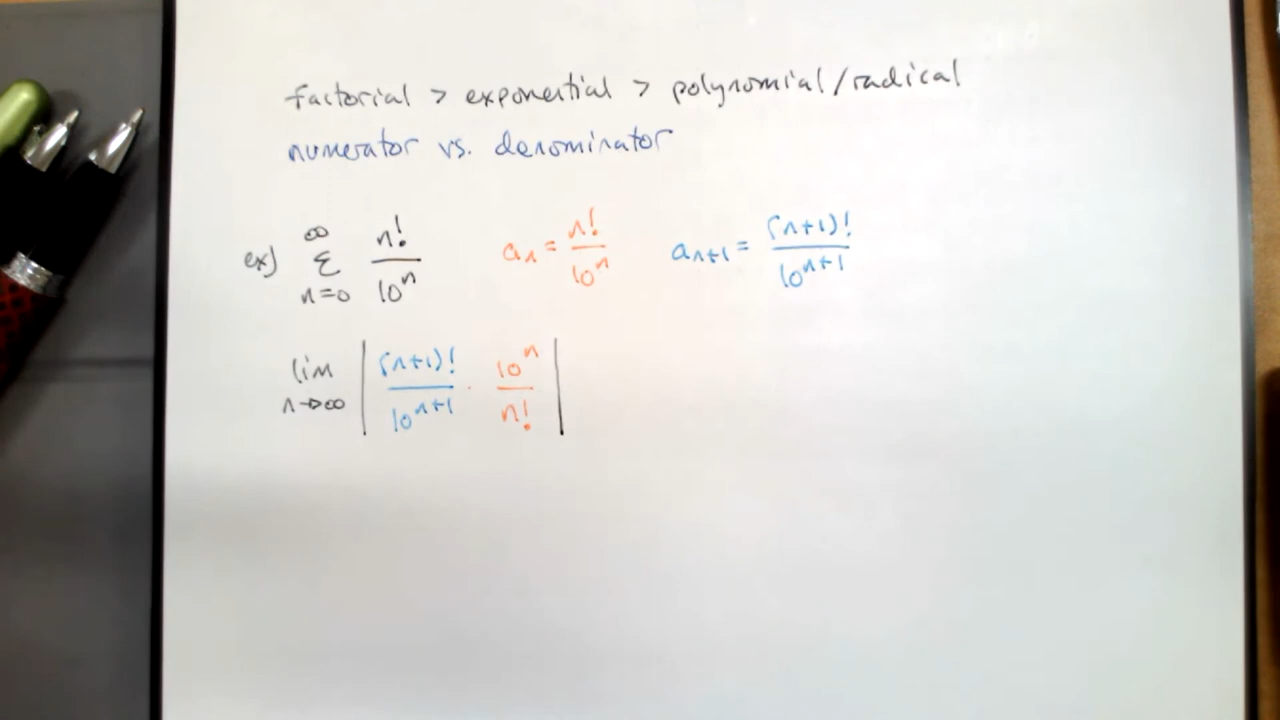 factorial > exponential > polynomial/radical
numerator vs. denominator
ex) ∞ Σ n=0 n!/10^n a_n = n!/10^n a_{n+1} = (n+1)!/10^{n+1}
lim n→∞ | (n+1)!/10^{n+1} · 10^n/n! |